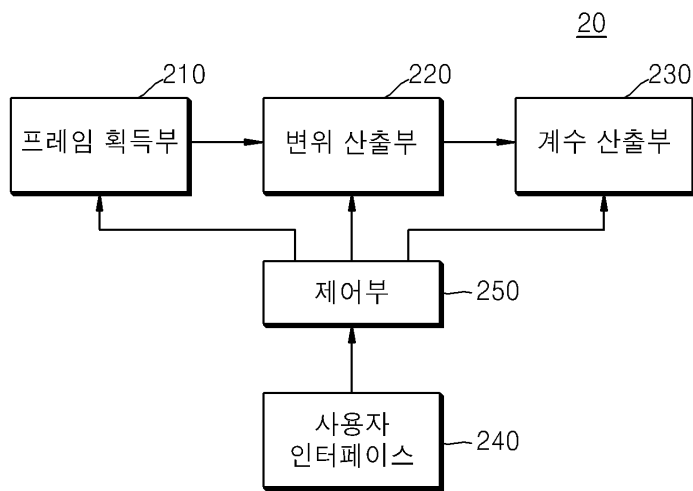 20
210
220
230
프레임 획득부
변위 산출부
계수 산출부
제어부
250
사용자
인터페이스
240